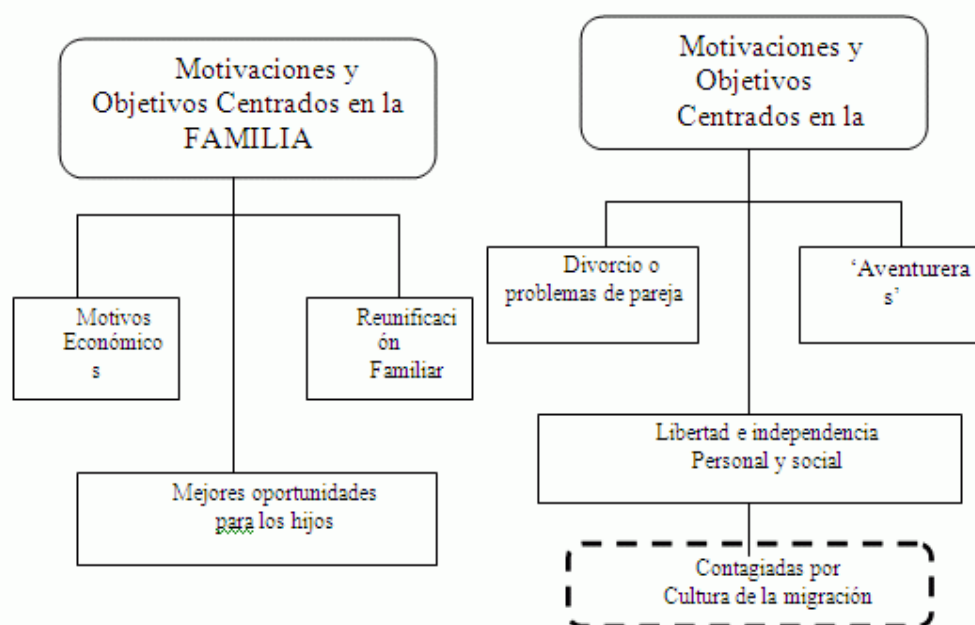 Motivaciones y
Objetivos Centrados en la
FAMILIA
Motivos
Económico
s
Reunificaci
ón
Familiar
Mejores oportunidades
para los hijos
Motivaciones y
Objetivos
Centrados en la
Divorcio o
problemas de pareja
‘Aventurera
s’
Libertad e independencia
Personal y social
Contagiadas por
Cultura de la migración